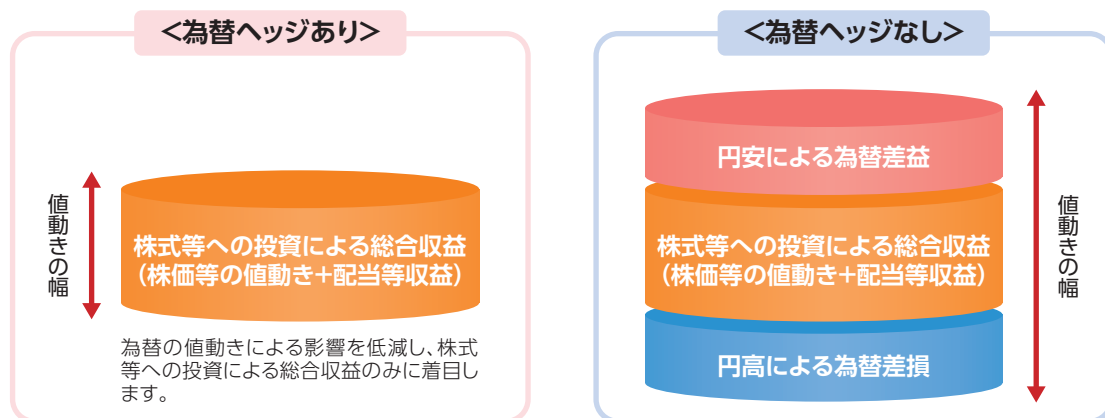 <為替ヘッジあり>
値動きの幅
株式等への投資による総合収益
(株価等の値動き+配当等収益)
為替の値動きによる影響を低減し、株式
等への投資による総合収益のみに着目し
ます。
<為替ヘッジなし>
円安による為替差益
株式等への投資による総合収益
(株価等の値動き+配当等収益)
円高による為替差損
値動きの幅